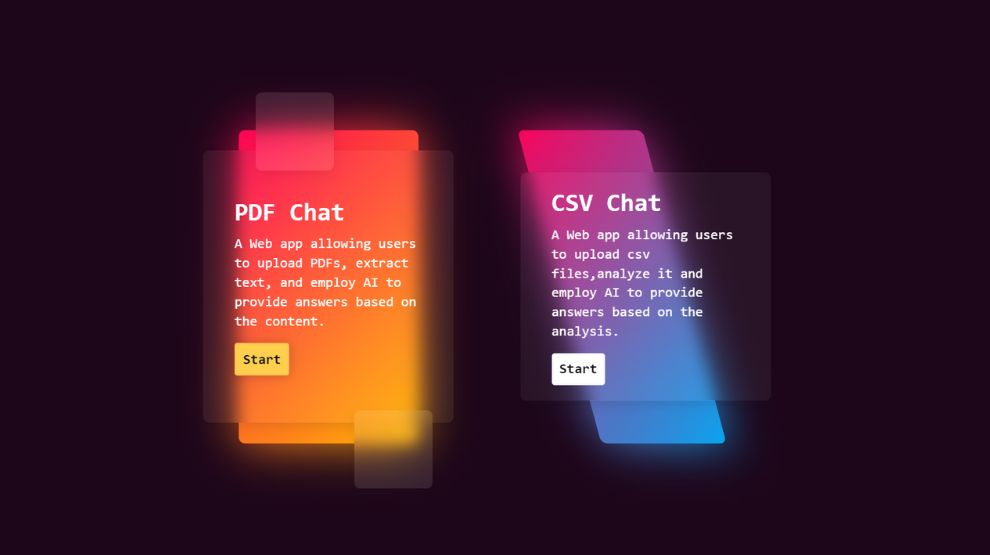 PDF Chat
A Web app allowing users
to upload PDFs, extract
text, and employ AI to
provide answers based on
the content.
Start
CSV Chat
A Web app allowing users
to upload csv
files,analyze it and
employ AI to provide
answers based on the
analysis.
Start